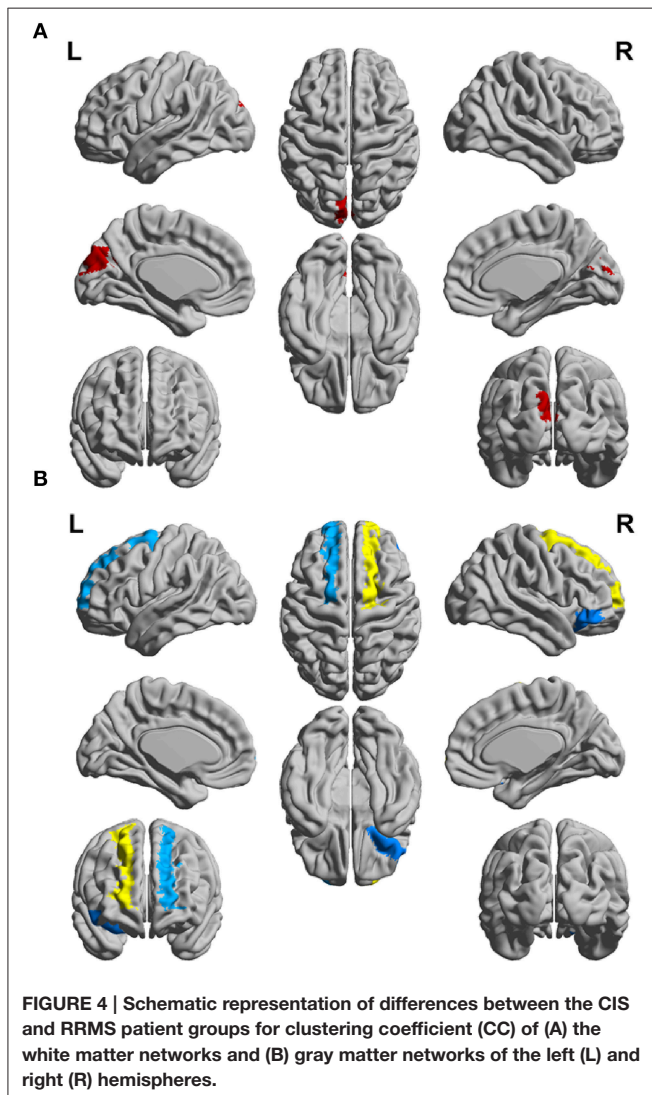 A
L
R
B
L
R
FIGURE 4 | Schematic representation of differences between the CIS
and RRMS patient groups for clustering coefficient (CC) of (A) the
white matter networks and (B) gray matter networks of the left (L) and
right (R) hemispheres.